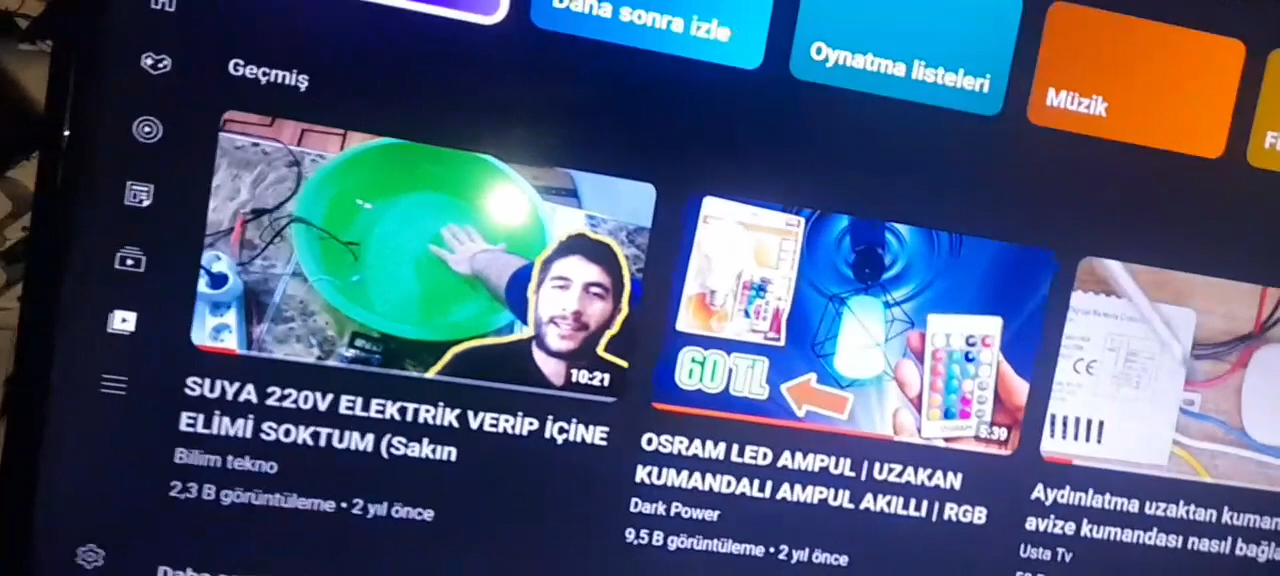 Daha sonra izle
Oynatma listeleri
Müzik
Geçmiş
10:21
SUYA 220V ELEKTRİK VERİP İÇİNE
ELİMİ SOKTUM (Sakın
Bilim tekno
2,3 B görüntüleme • 2 yıl önce
60 TL
5:39
OSRAM LED AMPUL | UZAKAN
KUMANDALI AMPUL AKILLI | RGB
Dark Power
9,5 B görüntüleme • 2 yıl önce
CE
Aydınlatma uzaktan kuman
avize kumandası nasıl bağla
Usta Tv